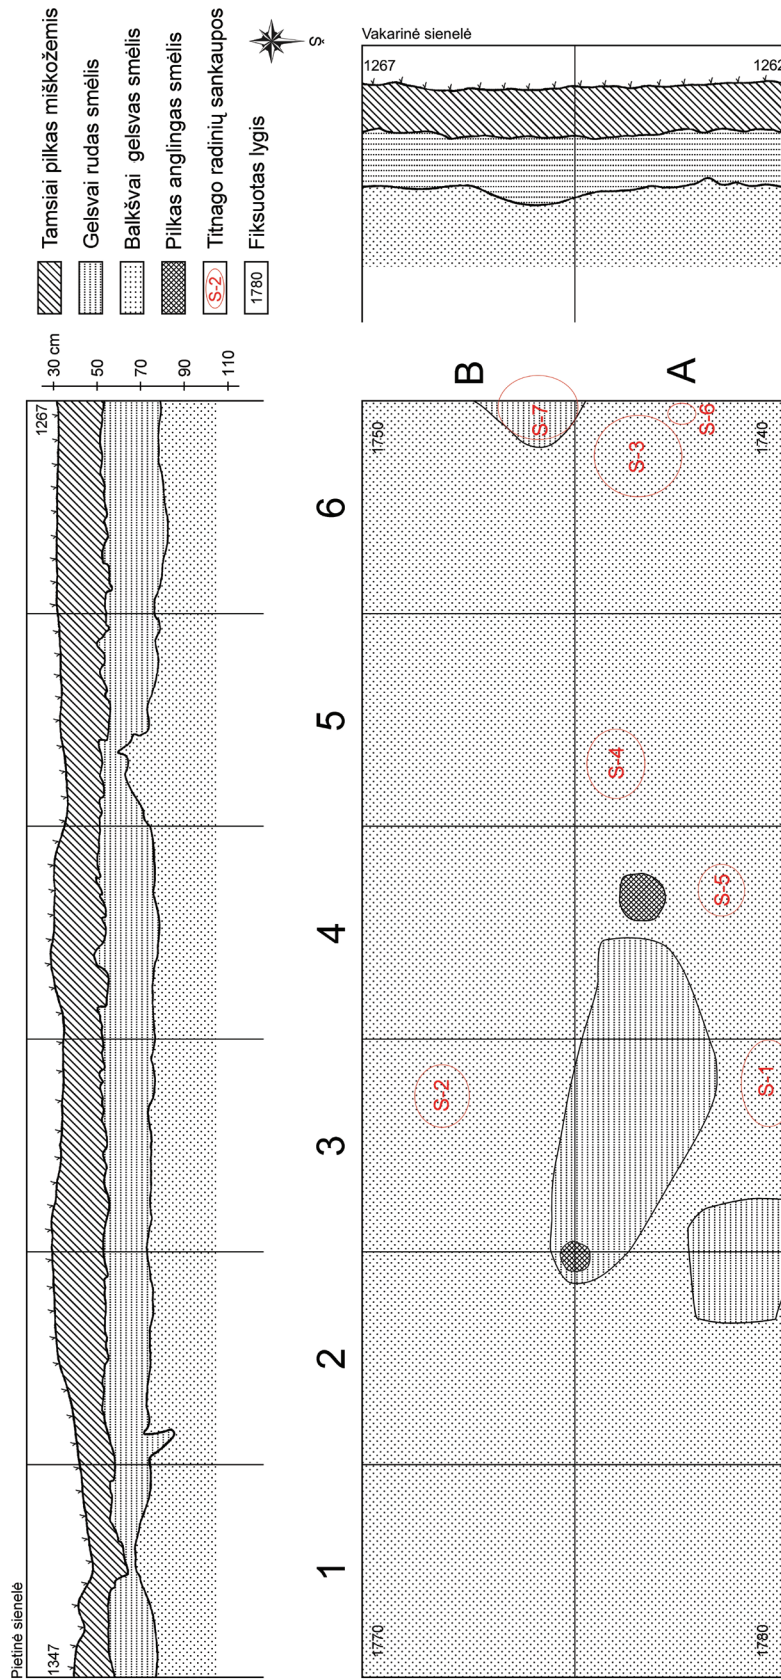 Tamsiai pilkas miškožemis
Gelsvai rudas smėlis
Balkšvai gelsvas smėlis
Pilkas anglingas smėlis
S-2
Titnago radinių sankaupos
1780
Fiksuotas lygis
Š
Pietinė sienelė
1347
1267
30 cm
50
70
90
110
Vakarinė sienelė
1267
1262
1
2
3
4
5
6
B
A
1770
1750
1780
1740
S-2
S-7
S-4
S-3
S-6
S-5
S-1